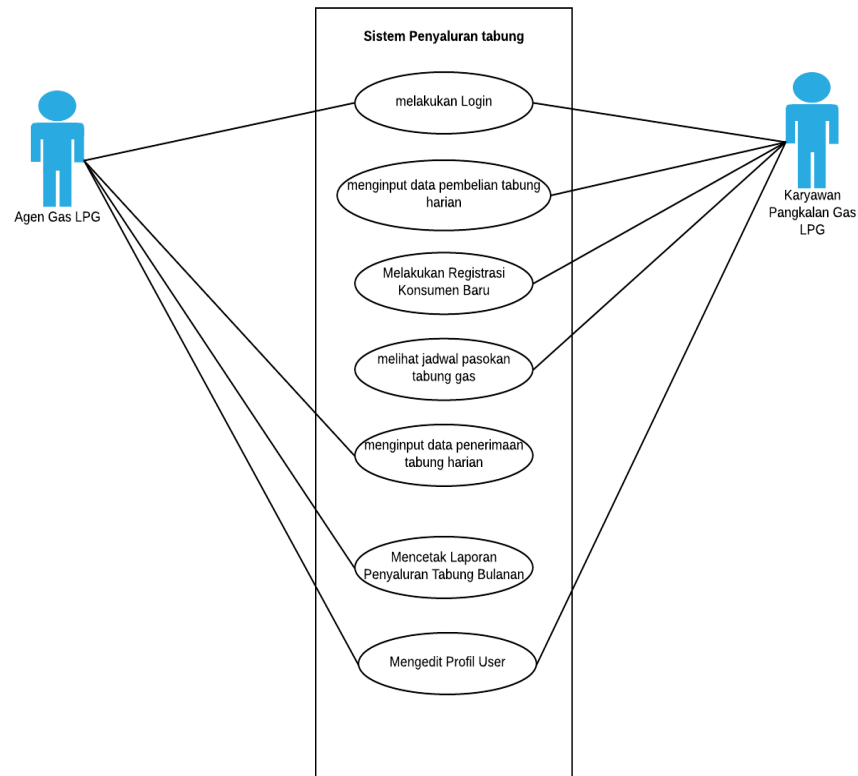 Sistem Penyaluran tabung
melakukan Login
menginput data pembelian tabung
harian
Melakukan Registrasi
Konsumen Baru
melihat jadwal pasokan
tabung gas
menginput data penerimaan
tabung harian
Mencetak Laporan
Penyaluran Tabung Bulanan
Mengedit Profil User
Agen Gas LPG
Karyawan
Pangkalan Gas
LPG